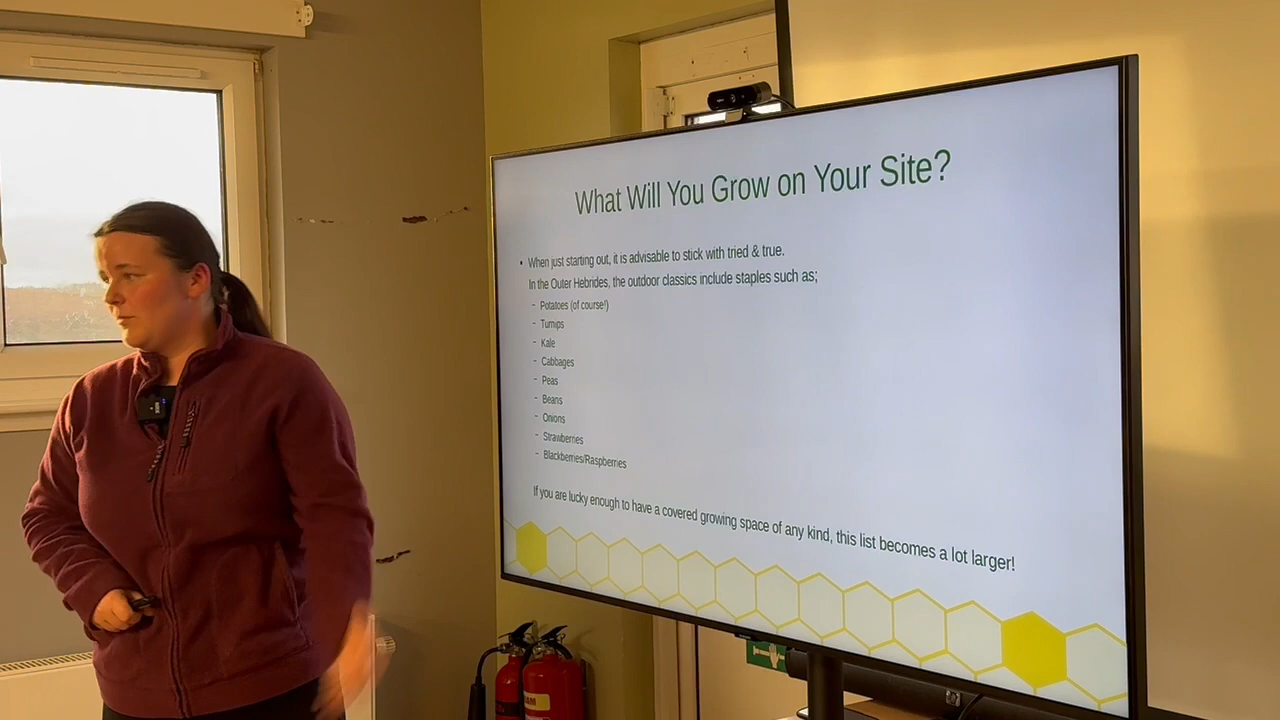 What Will You Grow on Your Site?
• When just starting out, it is advisable to stick with tried & true.
In the Outer Hebrides, the outdoor classics include staples such as;
- Potatoes (of course!)
- Turnips
- Kale
- Cabbages
- Peas
- Beans
- Onions
- Strawberries
- Blackberries/Raspberries
If you are lucky enough to have a covered growing space of any kind, this list becomes a lot larger!